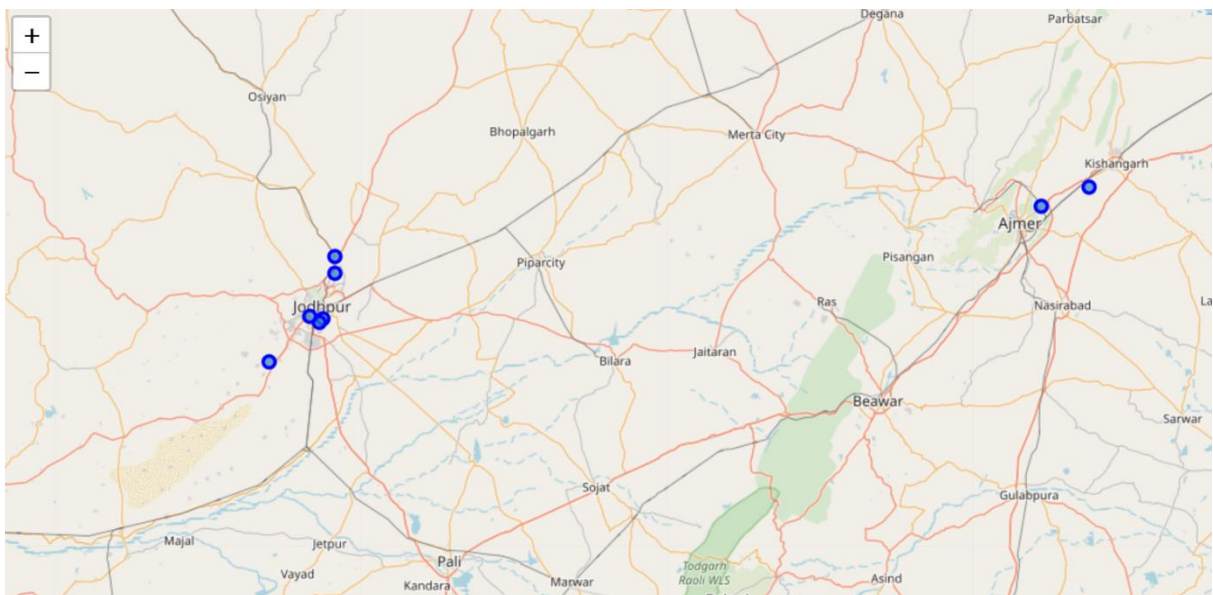 +
−
Degana
Parbatsar
Osiyan
Bhopalgarh
Merta City
Kishangarh
Ajmer
Pisangan
Piparcity
Jodhpur
Ras
Nasirabad
La
Bilara
Jaitaran
Beawar
Sarwar
Sojat
Gulabpura
Majal
Jetpur
Pali
Vayad
Kandara
Marwar
Todgarh
Raoli WLS
Asind